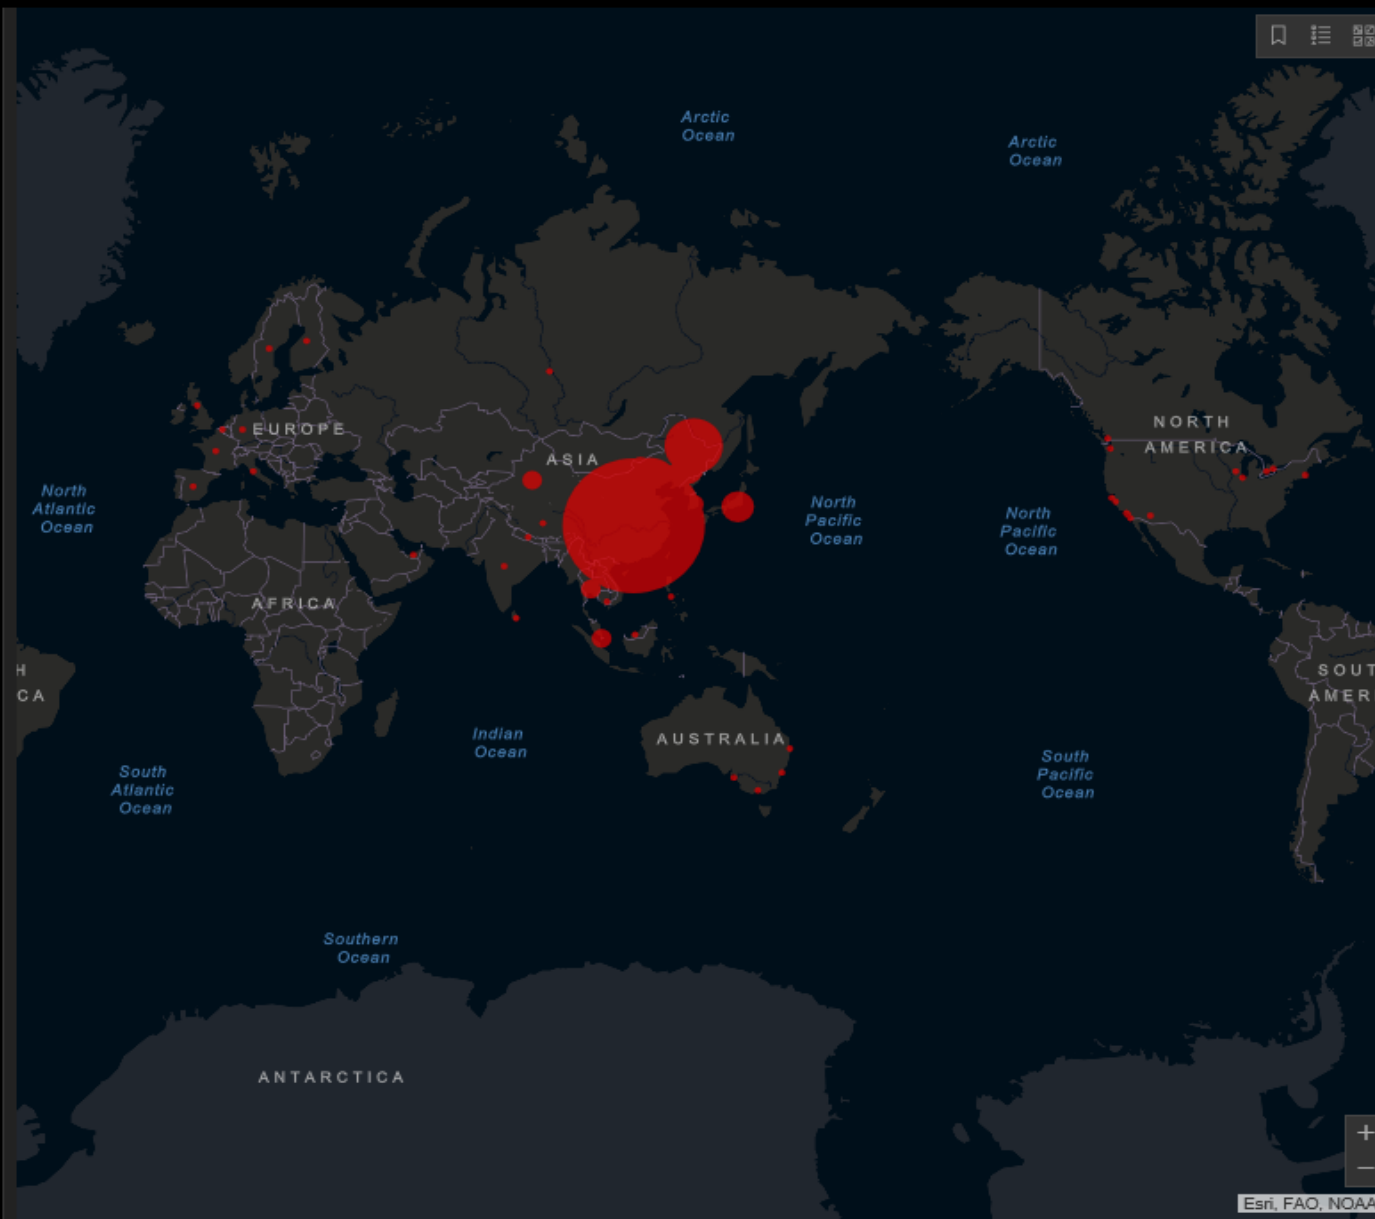 Arctic
Ocean
Arctic
Ocean
NORTH
AMERICA
EUROPE
ASIA
North
Atlantic
Ocean
North
Pacific
Ocean
North
Pacific
Ocean
AFRICA
H
CA
SOUT
AMER
Indian
Ocean
AUSTRALIA
South
Atlantic
Ocean
South
Pacific
Ocean
Southern
Ocean
ANTARCTICA
+
−
Esri, FAO, NOAA